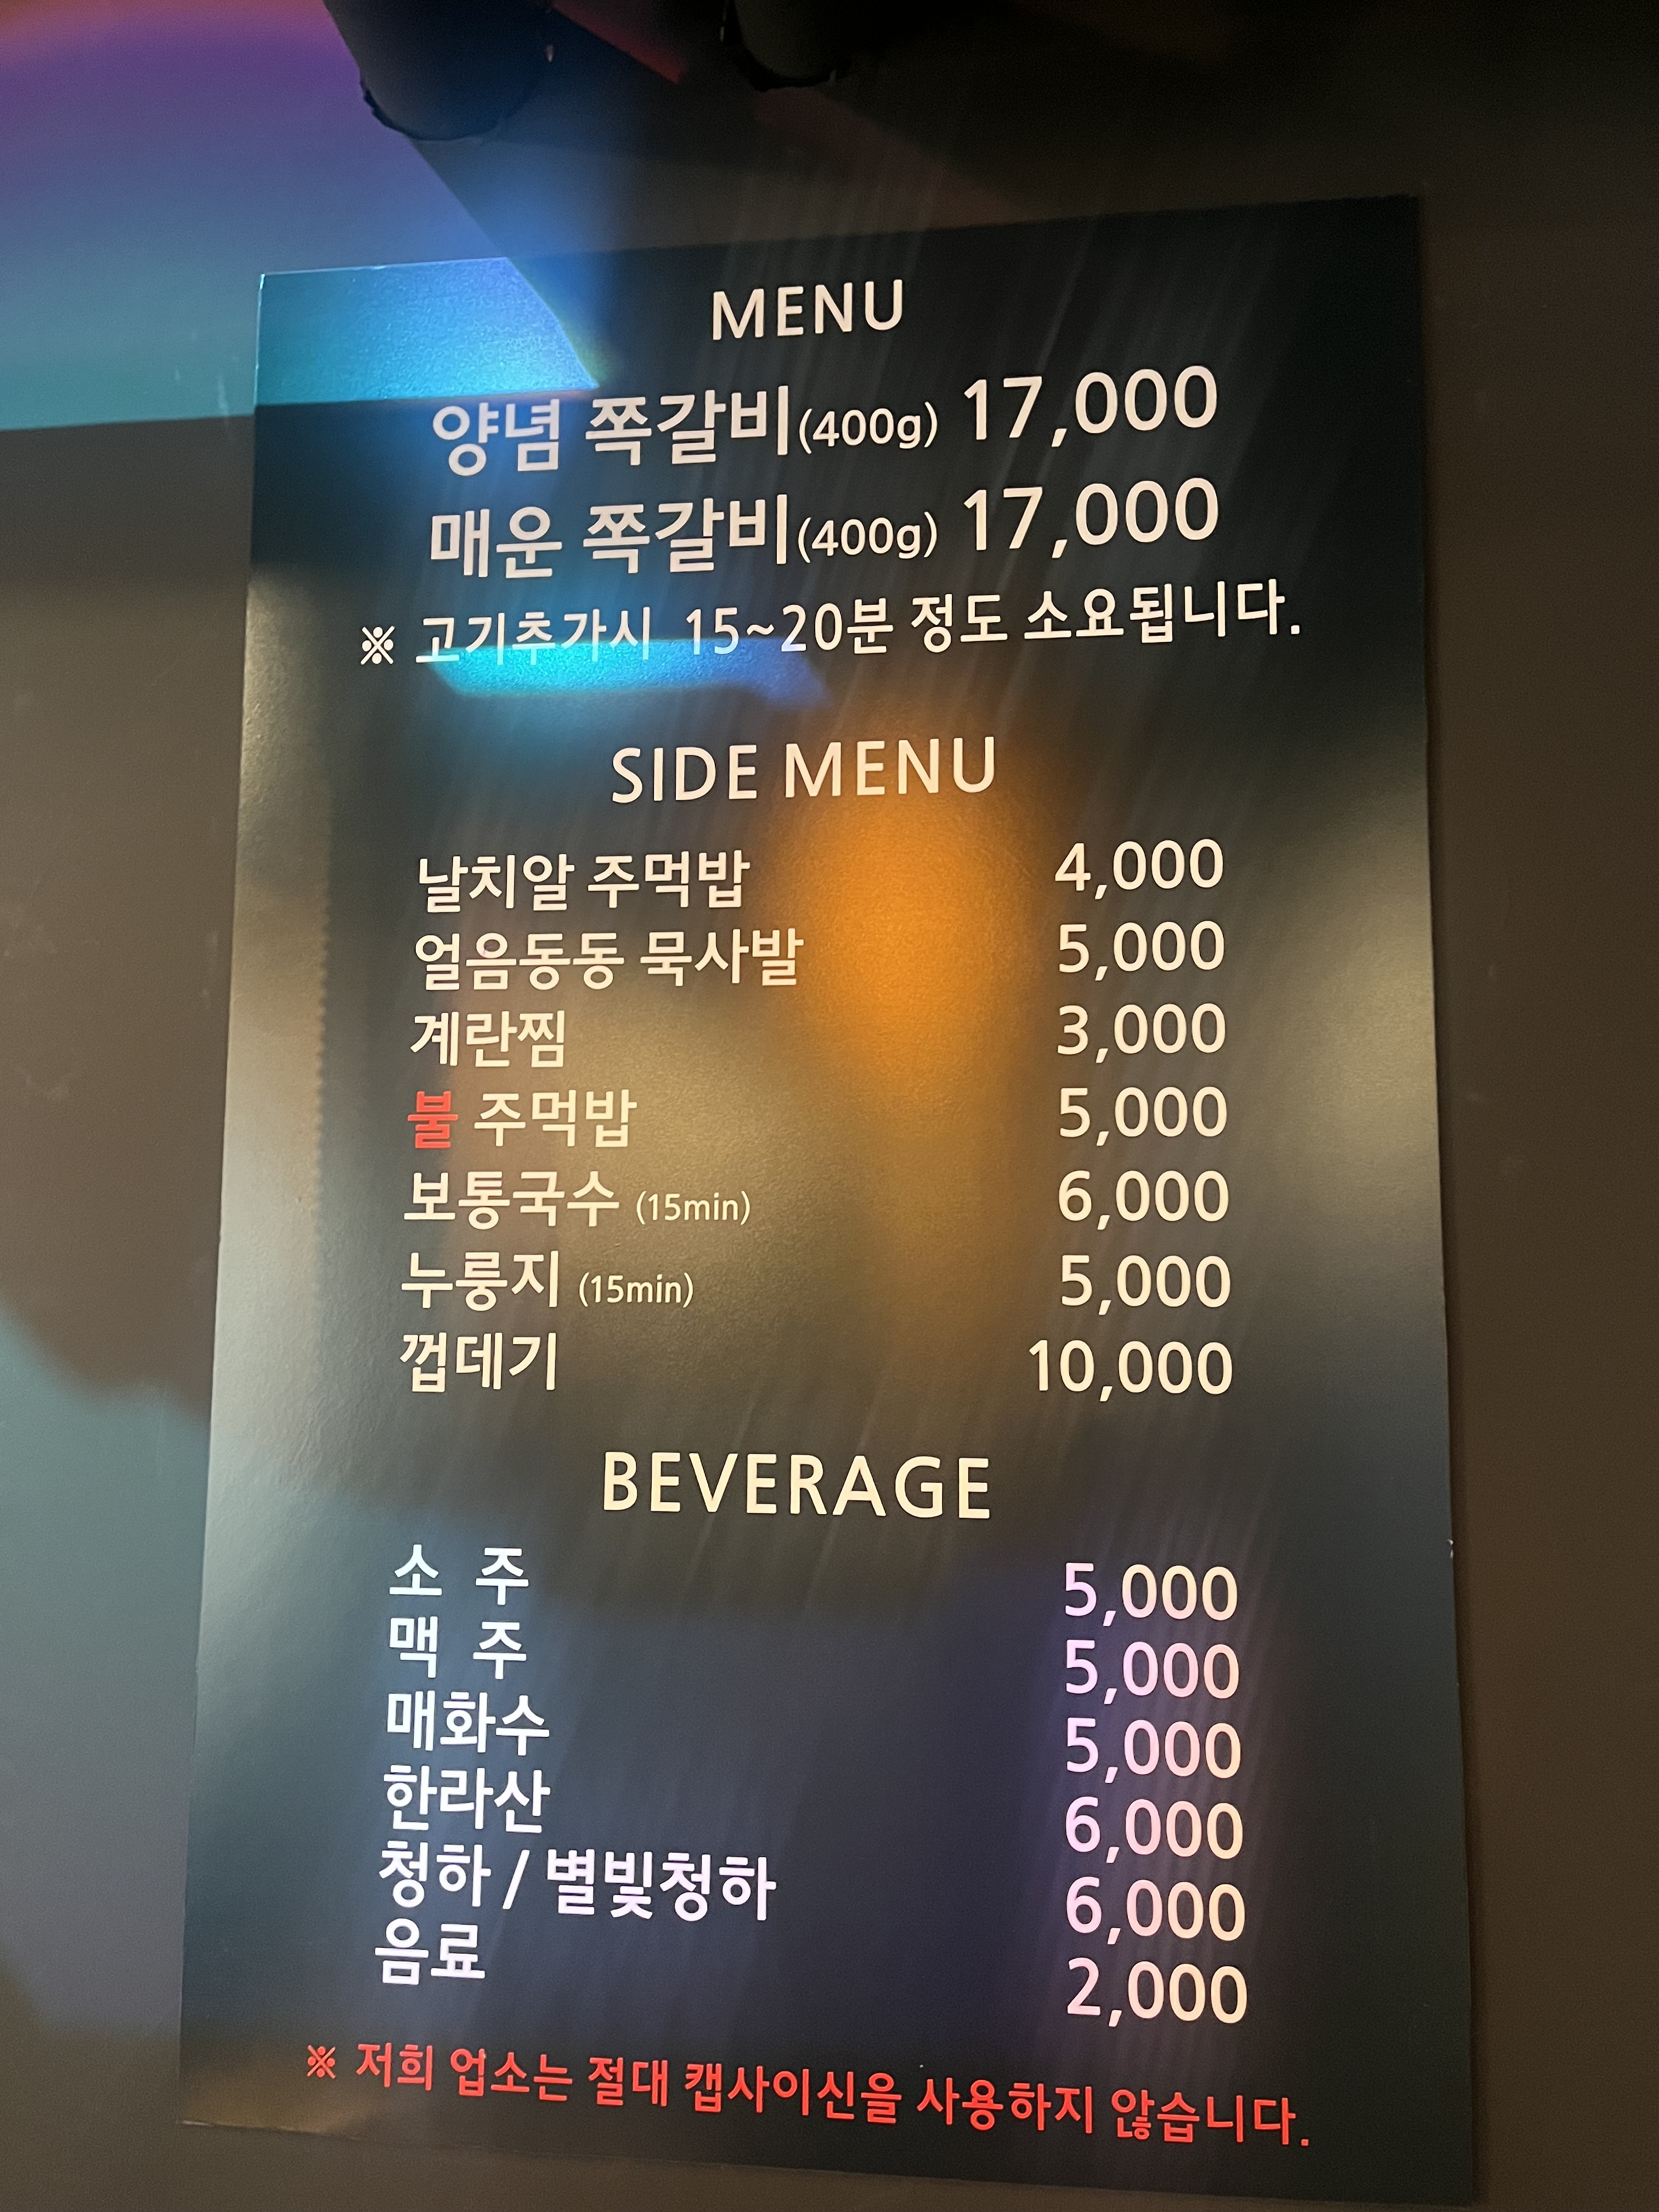 MENU
양념 쪽갈비(400g) 17,000
매운 쪽갈비(400g) 17,000
※ 고기추가시 15~20분 정도 소요됩니다.
SIDE MENU
날치알 주먹밥 4,000
얼음동동 묵사발 5,000
계란찜 3,000
불 주먹밥 5,000
보통국수 (15min) 6,000
누룽지 (15min) 5,000
껍데기 10,000
BEVERAGE
소 주 5,000
맥 주 5,000
매화수 5,000
한라산 6,000
청하 / 별빛청하 6,000
음료 2,000
※ 저희 업소는 절대 캡사이신을 사용하지 않습니다.